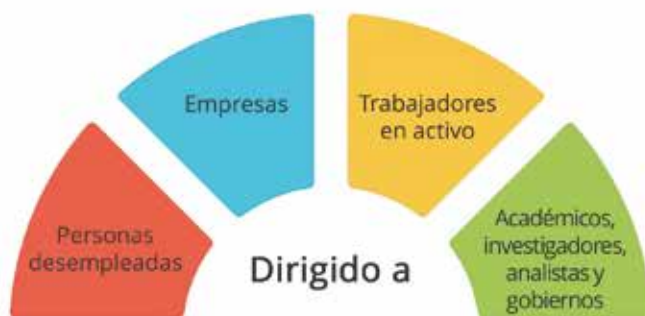 Personas
desempleadas
Empresas
Trabajadores
en activo
Académicos,
investigadores,
analistas y
gobiernos
Dirigido a